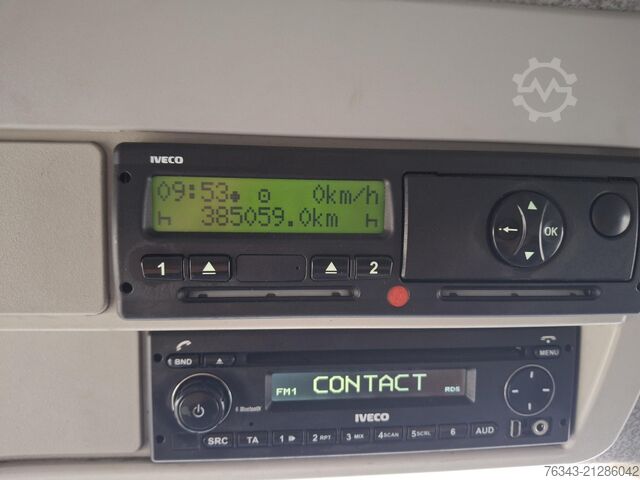 IVECO
09:53 0km/h
385059.0km
1 2
OK
BND MENU
FM1 CONTACT RDS
Bluetooth
IVECO
SRC TA 1 2 RPT 3 MIX 4 SCAN 5 SCRL 6 AUD
76343-21286042